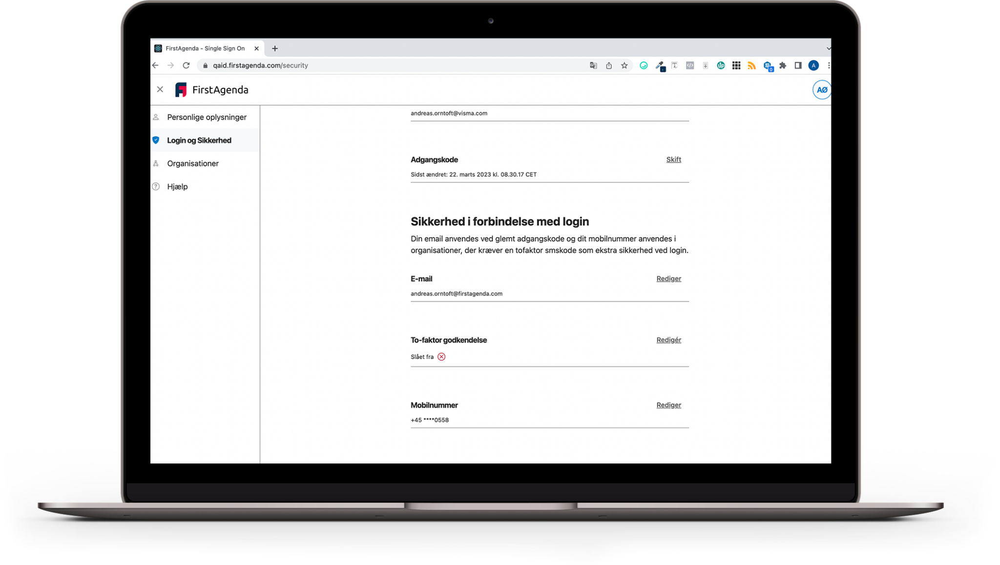 FirstAgenda - Single Sign On
qaid.firstagenda.com/security
A
FirstAgenda
AØ
Personlige oplysninger
Login og Sikkerhed
Organisationer
Hjælp
andreas.orntoft@visma.com
Adgangskode
Skift
Sidst ændret: 22. marts 2023 kl. 08.30.17 CET
Sikkerhed i forbindelse med login
Din email anvendes ved glemt adgangskode og dit mobilnummer anvendes i
organisationer, der kræver en tofaktor smskode som ekstra sikkerhed ved login.
E-mail
Rediger
andreas.orntoft@firstagenda.com
To-faktor godkendelse
Redigér
Slået fra
Mobilnummer
Rediger
+45 ****0558